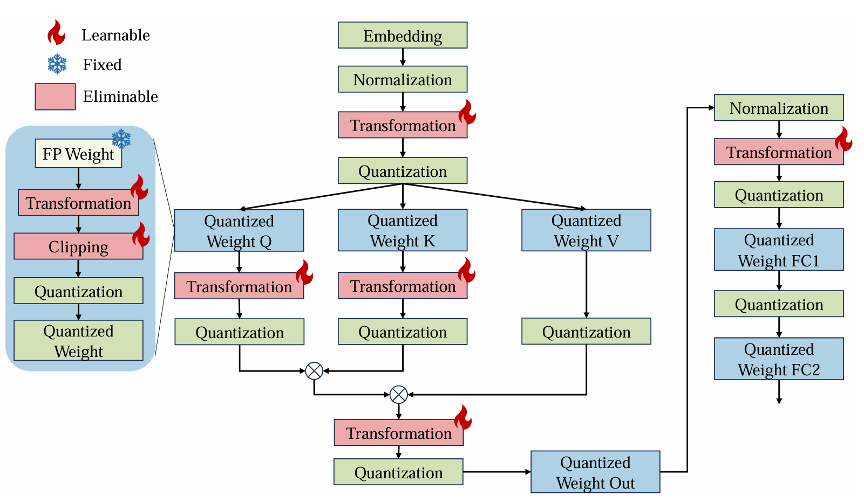 Learnable
Fixed
Eliminable
FP Weight
Transformation
Clipping
Quantization
Quantized
Weight
Embedding
Normalization
Transformation
Quantization
Quantized
Weight Q
Quantized
Weight K
Quantized
Weight V
Transformation
Transformation
Quantization
Quantization
Quantization
Transformation
Quantization
Quantized
Weight Out
Normalization
Transformation
Quantization
Quantized
Weight FC1
Quantization
Quantized
Weight FC2